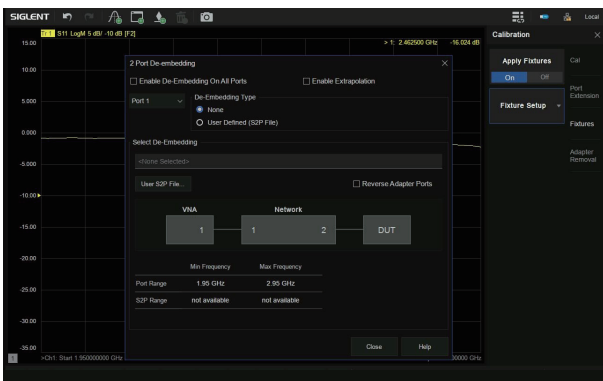 SIGLENT
Local
Tr 1 S11 LogM 5 dB/ -10 dB [F2]
15.00
> 1: 2.462500 GHz -16.024 dB
Calibration
2 Port De-embedding
10.00
Enable De-Embedding On All Ports
Enable Extrapolation
Apply Fixtures
Cal
On
Off
Port 1
De-Embedding Type
5.000
None
User Defined (S2P File)
Port
Extension
Fixture Setup
Fixtures
0.000
Select De-Embedding
Adapter
Removal
-5.000
<None Selected>
User S2P File...
Reverse Adapter Ports
-10.00
VNA
Network
1
1
2
DUT
-15.00
-20.00
Min Frequency
Max Frequency
Port Range
1.95 GHz
2.95 GHz
-25.00
S2P Range
not available
not available
-30.00
-35.00
Close
Help
1
>Ch1: Start 1.950000000 GHz
00000 GHz